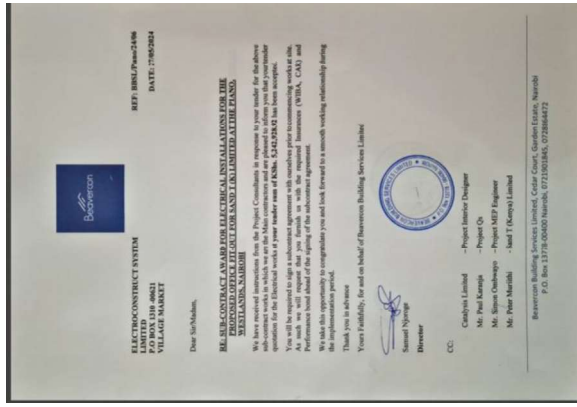 Beavercon
REF: BBSL/Piano/24/06
DATE: 27/05/2024
ELECTROCONSTRUCT SYSTEM
LIMITED
P.O BOX 1310 -00621
VILLAGE MARKET
Dear Sir/Madam,
RE: SUB-CONTRACT AWARD FOR ELECTRICAL INSTALLATIONS FOR THE
PROPOSED OFFICE FIT OUT FOR SAND T (K) LIMITED AT THE PIANO,
WESTLANDS, NAIROBI
We have received instructions from the Project Consultants in response to your tender for the above
sub-contract works in which we are the Main contractors and are pleased to inform you that your tender
quotation for the Electrical works at your tender sum of KShs. 5,242,928.92 has been accepted.
You will be required to sign a subcontract agreement with ourselves prior to commencing works at site.
As such we will request that you furnish us with the required Insurances (WIBA, CAR) and
Performance bond ahead of the signing of the subcontract agreement.
We take this opportunity to congratulate you and look forward to a smooth working relationship during
the implementation period.
Thank you in advance
Yours Faithfully, for and on behalf of Beavercon Building Services Limited
Samuel Njoroge
Director
CC:
Catalyst Limited - Project Interior Designer
Mr. Paul Karanja - Project Qs
Mr. Simon Ombwayo - Project MEP Engineer
Mr. Peter Muriithi - Iand T (Kenya) Limited
Beavercon Building Services Limited, Cedar Court, Garden Estate, Nairobi
P.O. Box 13778-00400 Nairobi, 0721901845, 0728864472